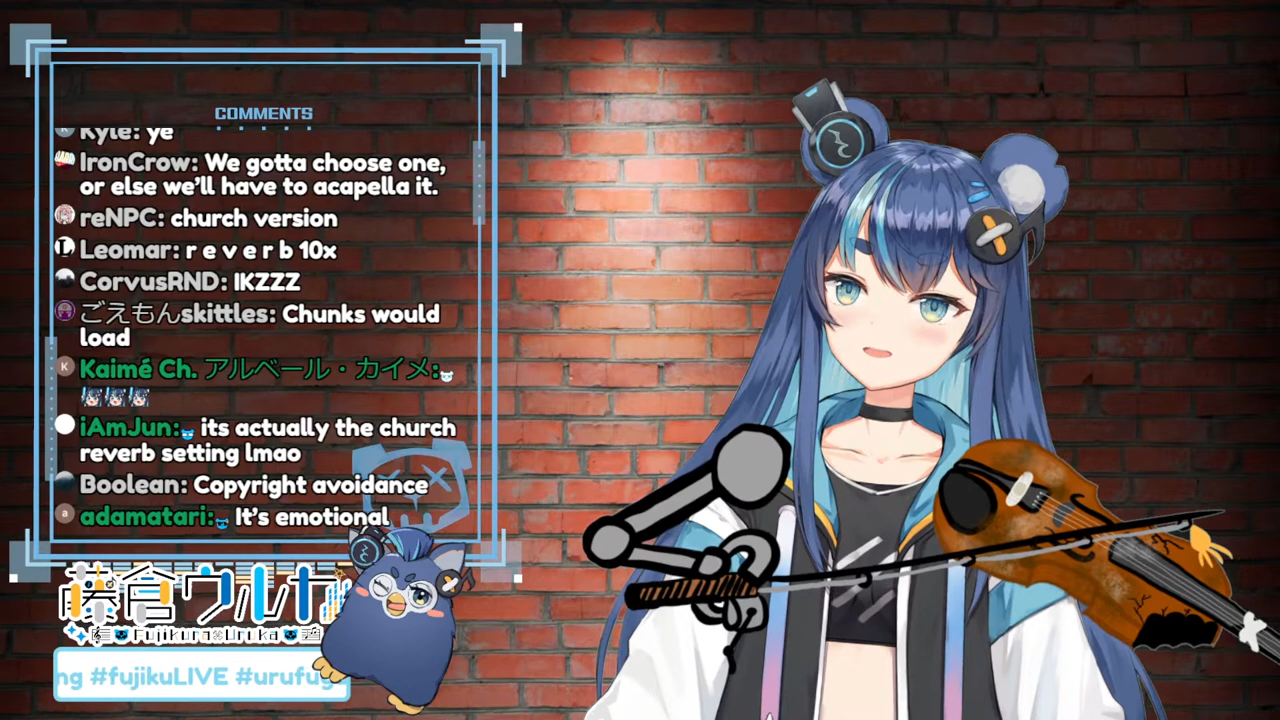 COMMENTS
Kyle: ye
IronCrow: We gotta choose one,
or else we'll have to acapella it.
reNPC: church version
Leomar: r e v e r b 10x
CorvusRND: IKZZZ
ごえもんskittles: Chunks would
load
Kaimé Ch. アルベール・カイメ:
iAmJun: its actually the church
reverb setting lmao
Boolean: Copyright avoidance
adamatari: It's emotional
藤倉ウルカ
Fujikura Uruka
ng #fujikuLIVE #urufug